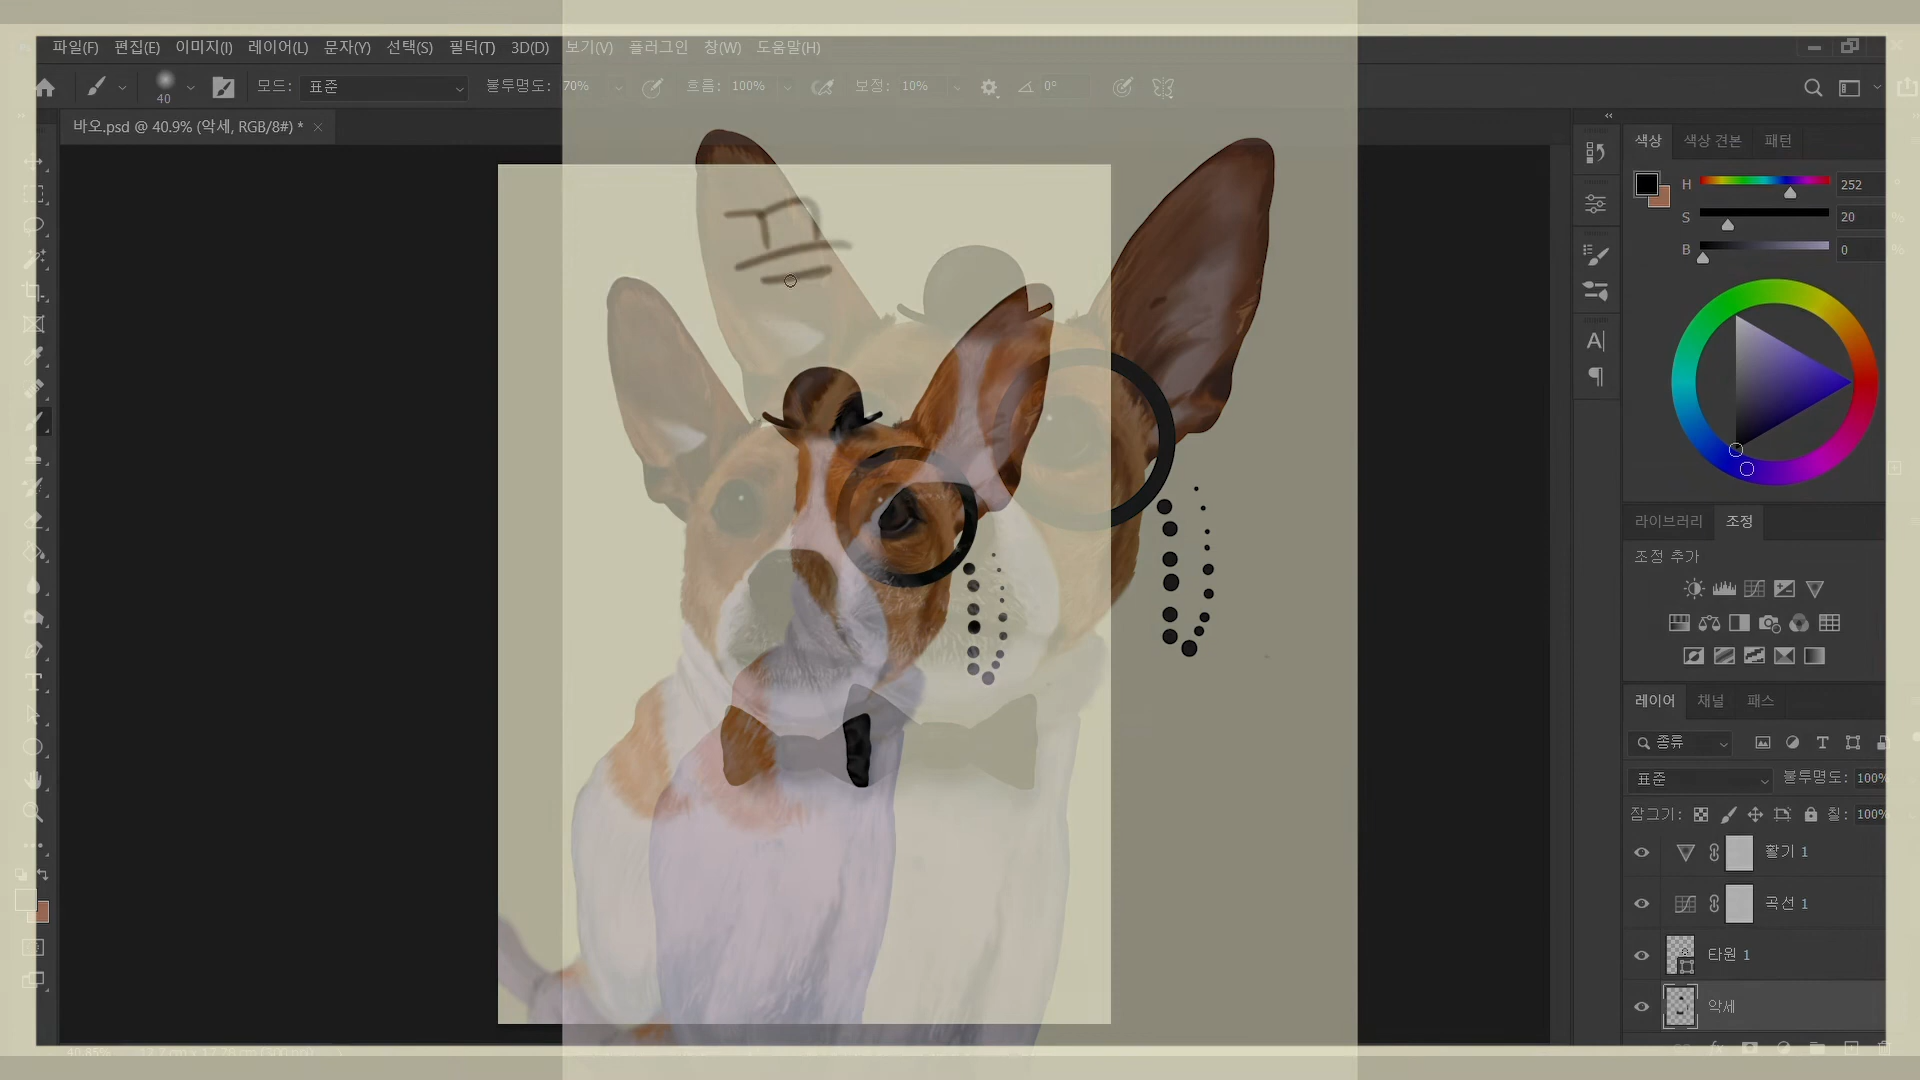 파일(F) 편집(E) 이미지(I) 레이어(L) 문자(Y) 선택(S) 필터(T) 3D(D) 보기(V) 플러그인 창(W) 도움말(H)
40 모드: 표준 불투명도: 70% 흐름: 100% 보정: 10% 0°
바오.psd @ 40.9% (악세, RGB/8#) * ×
색상 색상 견본 패턴
H 252 °
S 20 %
B 0 %
라이브러리 조정
조정 추가
레이어 채널 패스
종류
표준 불투명도: 100%
잠그기: 칠: 100%
활기 1
곡선 1
타원 1
악세